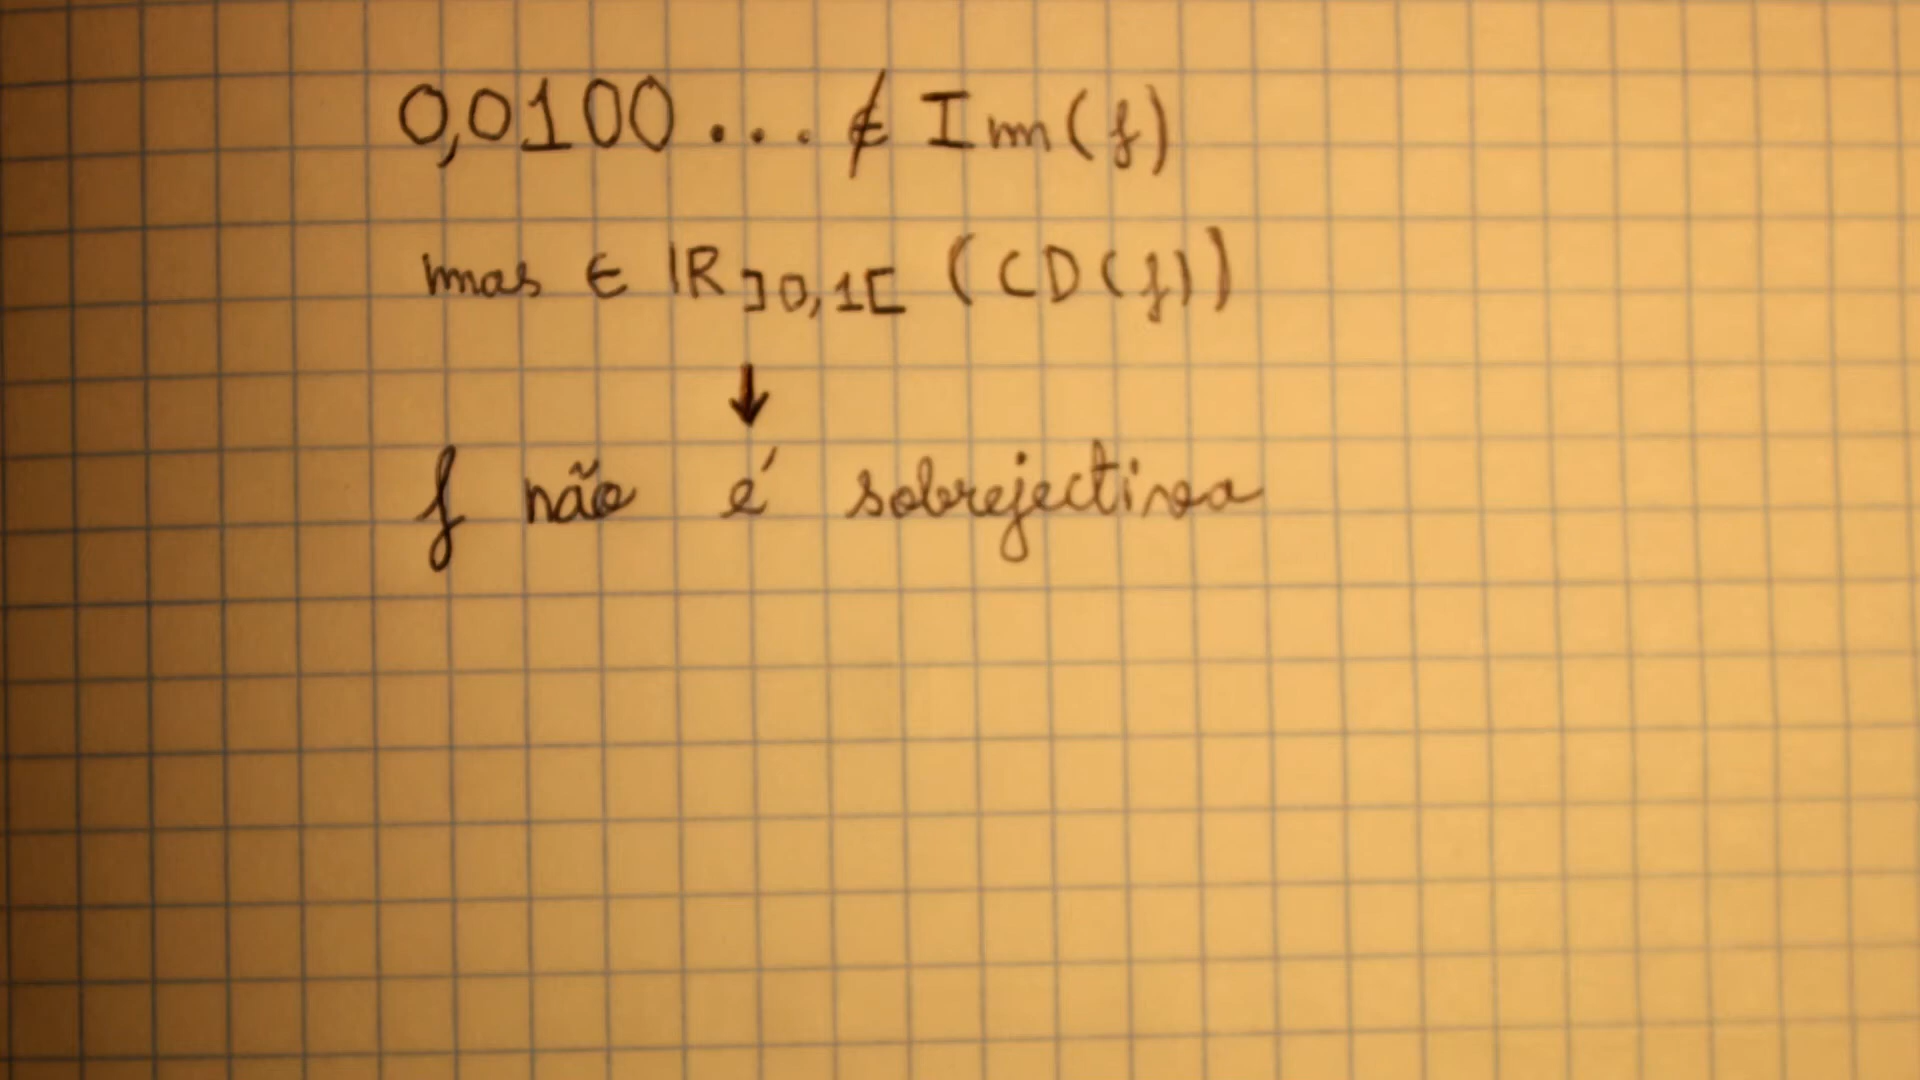 0,0100... ∉ Im(f)
mas ∈ ℝ ]0,1[ (CD(f))
↓
f não é sobrejectiva